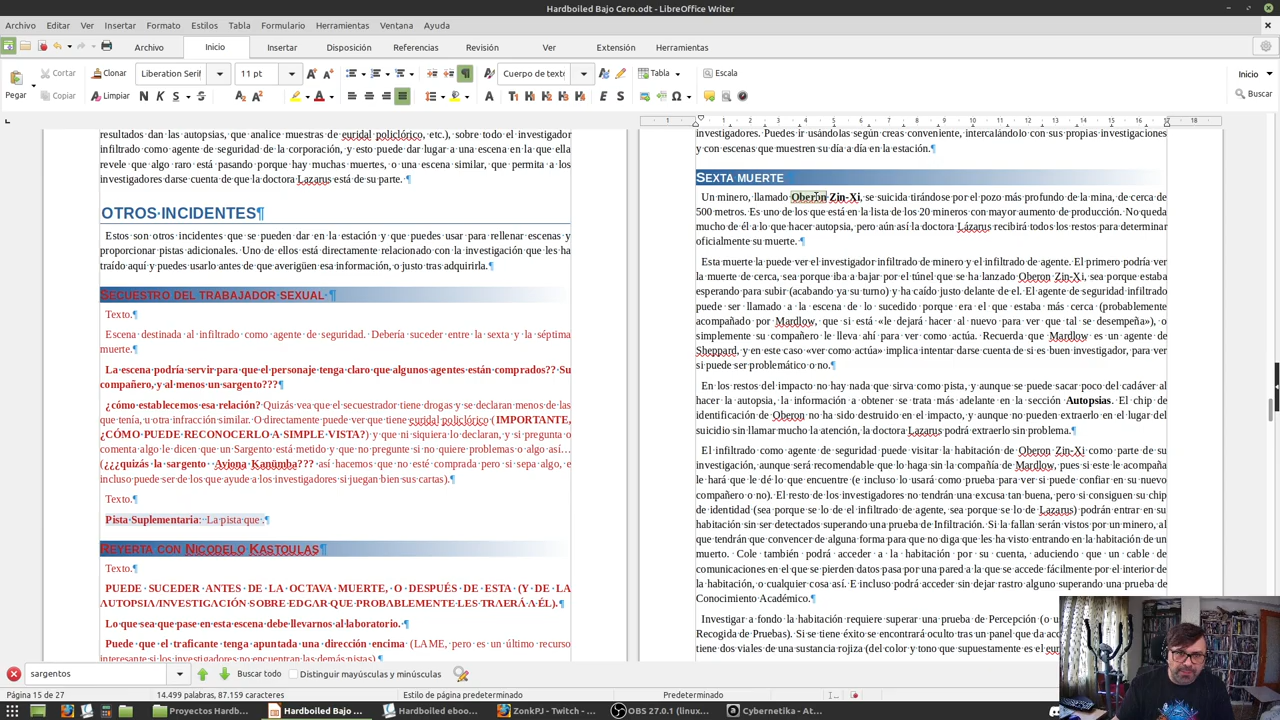 Hardboiled Bajo Cero.odt - LibreOffice Writer
Archivo Editar Ver Insertar Formato Estilos Tabla Formulario Herramientas Ventana Ayuda
Archivo Inicio Insertar Disposición Referencias Revisión Ver Extensión Herramientas
Pegar Cortar Clonar Liberation Serif 11 pt Cuerpo de texto Tabla Escala Inicio
Copiar Limpiar Buscar
resultados dan las autopsias, que analice muestras de euridal policlórico, etc.), sobre todo el investigador
infiltrado como agente de seguridad de la corporación, y esto puede dar lugar a una escena en la que ella
revele que algo raro está pasando porque hay muchas muertes, o una escena similar, que permita a los
investigadores darse cuenta de que la doctora Lazarus está de su parte. ¶
OTROS INCIDENTES¶
Estos son otros incidentes que se pueden dar en la estación y que puedes usar para rellenar escenas y
proporcionar pistas adicionales. Uno de ellos está directamente relacionado con la investigación que les ha
traído aquí y puedes usarlo antes de que averigüen esa información, o justo tras adquirirla.¶
SECUESTRO DEL TRABAJADOR SEXUAL ¶
Texto.¶
Escena destinada al infiltrado como agente de seguridad. Debería suceder entre la sexta y la séptima
muerte.¶
La escena podría servir para que el personaje tenga claro que algunos agentes están comprados?? Su
compañero, y al menos un sargento???¶
¿cómo establecemos esa relación? Quizás vea que el secuestrador tiene drogas y se declaran menos de las
que tenía, u otra infracción similar. O directamente puede ver que tiene euridal policlórico (IMPORTANTE,
¿CÓMO PUEDE RECONOCERLO A SIMPLE VISTA?) y que ni siquiera lo declaran, y si pregunta o
comenta algo le dicen que un Sargento está metido y que no pregunte si no quiere problemas o algo así…
(¿¿¿quizás la sargento Aviona Kanümba??? así hacemos que no esté comprada pero si sepa algo, e
incluso puede ser de los que ayude a los investigadores si juegan bien sus cartas).¶
Texto.¶
Pista Suplementaria: La pista que .¶
REYERTA CON NICODELO KASTOULAS¶
Texto.¶
PUEDE SUCEDER ANTES DE LA OCTAVA MUERTE, O DESPUÉS DE ESTA (Y DE LA
AUTOPSIA/INVESTIGACIÓN SOBRE EDGAR QUE PROBABLEMENTE LES TRAERÁ A ÉL).¶
Lo que sea que pase en esta escena debe llevarnos al laboratorio. ¶
Puede que el traficante tenga apuntada una dirección encima (LAME, pero es un último recurso
interesante si los investigadores no encuentran las demás pistas)
1 1 2 3 4 5 6 7 8 9 10 11 12 13 14 15 16 17 18
investigadores. Puedes ir usándolas según creas conveniente, intercalándolo con sus propias investigaciones
y con escenas que muestren su día a día en la estación.¶
SEXTA MUERTE
Un minero, llamado Oberon Zin-Xi, se suicida tirándose por el pozo más profundo de la mina, de cerca de
500 metros. Es uno de los que está en la lista de los 20 mineros con mayor aumento de producción. No queda
mucho de él a lo que hacer autopsia, pero aún así la doctora Lázarus recibirá todos los restos para determinar
oficialmente su muerte. ¶
Esta muerte la puede ver el investigador infiltrado de minero y el infiltrado de agente. El primero podría ver
la muerte de cerca, sea porque iba a bajar por el túnel que se ha lanzado Oberon Zin-Xi, sea porque estaba
esperando para subir (acabando ya su turno) y ha caído justo delante de el. El agente de seguridad infiltrado
puede ser llamado a la escena de lo sucedido porque era el que estaba más cerca (probablemente
acompañado por Mardlow, que si está «le dejará hacer al nuevo para ver que tal se desempeña»), o
simplemente su compañero le lleva ahí para ver como actúa. Recuerda que Mardlow es un agente de
Sheppard, y en este caso «ver como actúa» implica intentar darse cuenta de si es buen investigador, para ver
si puede ser problemático o no.¶
En los restos del impacto no hay nada que sirva como pista, y aunque se puede sacar poco del cadáver al
hacer la autopsia, la información a obtener se trata más adelante en la sección Autopsias. El chip de
identificación de Oberon no ha sido destruido en el impacto, y aunque no pueden extraerlo en el lugar del
suicidio sin llamar mucho la atención, la doctora Lazarus podrá extraerlo sin problema.¶
El infiltrado como agente de seguridad puede visitar la habitación de Oberon Zin-Xi como parte de su
investigación, aunque será recomendable que lo haga sin la compañía de Mardlow, pues si este le acompaña
le hará que le dé lo que encuentre (e incluso lo usará como prueba para ver si puede confiar en su nuevo
compañero o no). El resto de los investigadores no tendrán una excusa tan buena, pero si consiguen su chip
de identidad (sea porque se lo de el infiltrado de agente, sea porque se lo de Lazarus) podrán entrar en su
habitación sin ser detectados superando una prueba de Infiltración. Si la fallan serán vistos por un minero, al
que tendrán que convencer de alguna forma para que no diga que les ha visto entrando en la habitación de un
muerto. Cole también podrá acceder a la habitación por su cuenta, aduciendo que un cable de
comunicaciones en el que se pierden datos pasa por una pared a la que se accede fácilmente por el interior de
la habitación, o cualquier cosa así. E incluso podrá acceder sin dejar rastro alguno superando una prueba de
Conocimiento Académico.¶
Investigar a fondo la habitación requiere superar una prueba de Percepción (o
Recogida de Pruebas). Si se tiene éxito se encontrará oculto tras un panel que da
tiene dos viales de una sustancia rojiza (del color y tono que supuestamente es el
sargentos Buscar todo Distinguir mayúsculas y minúsculas
Página 15 de 27 14.499 palabras, 87.159 caracteres Estilo de página predeterminado Predeterminado
Proyectos Hardb... Hardboiled Bajo ... Hardboiled eboo... ZonkPJ - Twitch - ... OBS 27.0.1 (linux... Cybernetika - At...